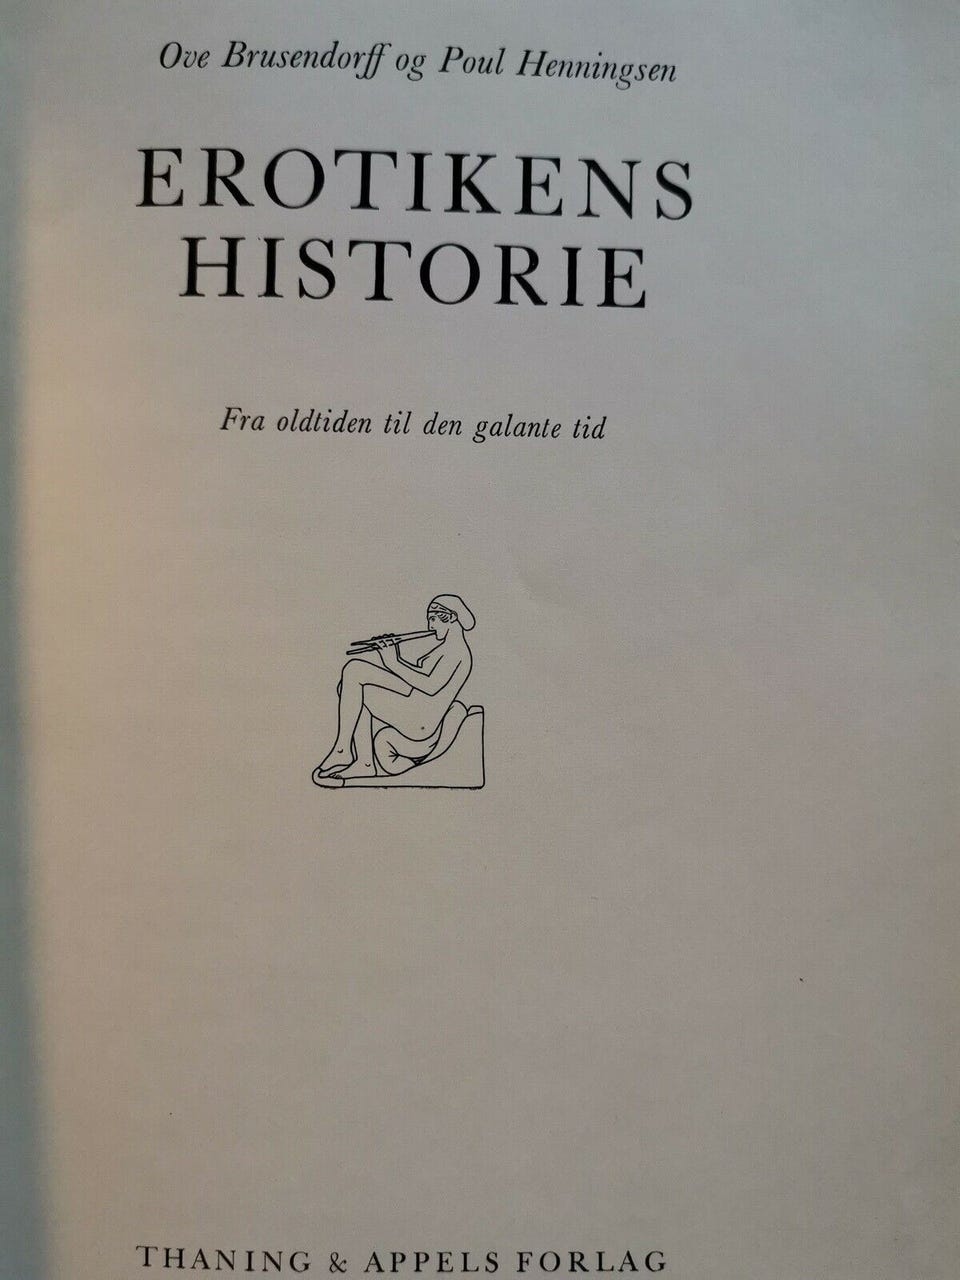 Ove Brusendorff og Poul Henningsen
EROTIKENS
HISTORIE
Fra oldtiden til den galante tid
THANING & APPELS FORLAG